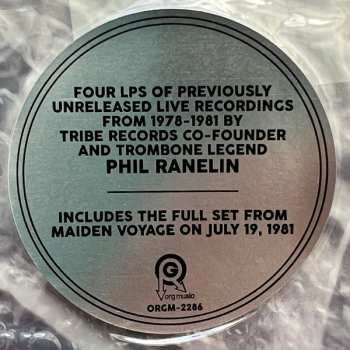 FOUR LPS OF PREVIOUSLY
UNRELEASED LIVE RECORDINGS
FROM 1978-1981 BY
TRIBE RECORDS CO-FOUNDER
AND TROMBONE LEGEND
PHIL RANELIN
INCLUDES THE FULL SET FROM
MAIDEN VOYAGE ON JULY 19, 1981
org music
ORGM-2286